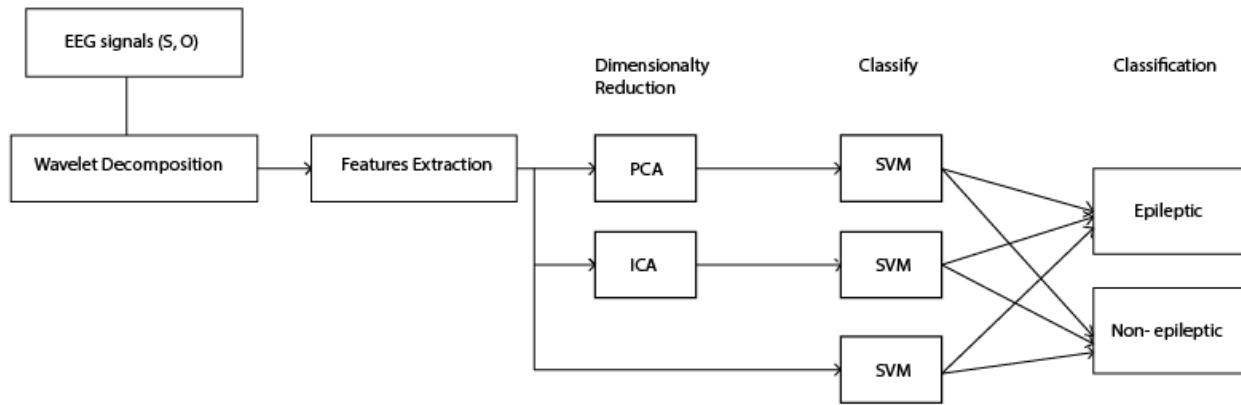 EEG signals (S, O)
Dimensionalty
Reduction
Classify
Classification
Wavelet Decomposition
Features Extraction
PCA
SVM
Epileptic
ICA
SVM
Non- epileptic
SVM